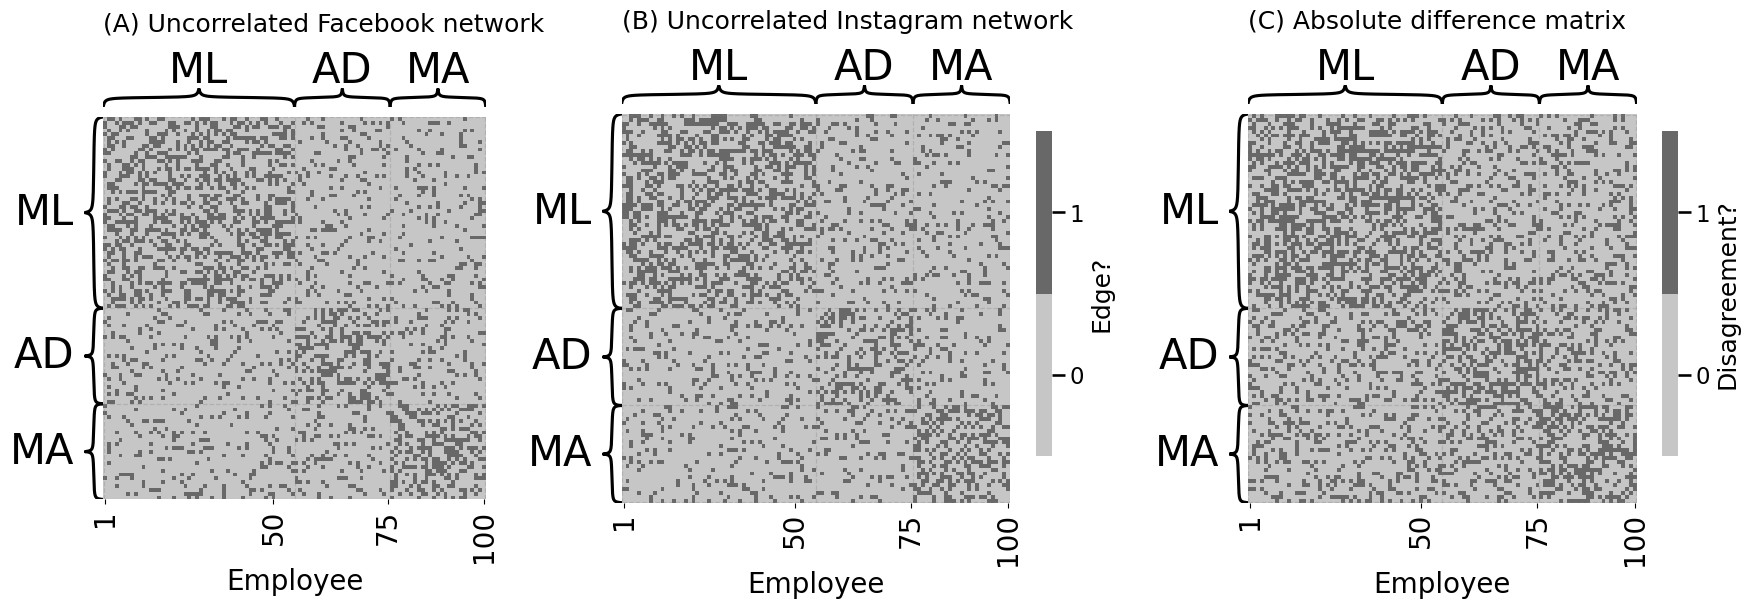 (A) Uncorrelated Facebook network
ML AD MA
ML
AD
MA
1 50 75 100
Employee
(B) Uncorrelated Instagram network
ML AD MA
ML
AD
MA
1 50 75 100
Employee
1
0
Edge?
(C) Absolute difference matrix
ML AD MA
ML
AD
MA
1 50 75 100
Employee
1
0
Disagreement?